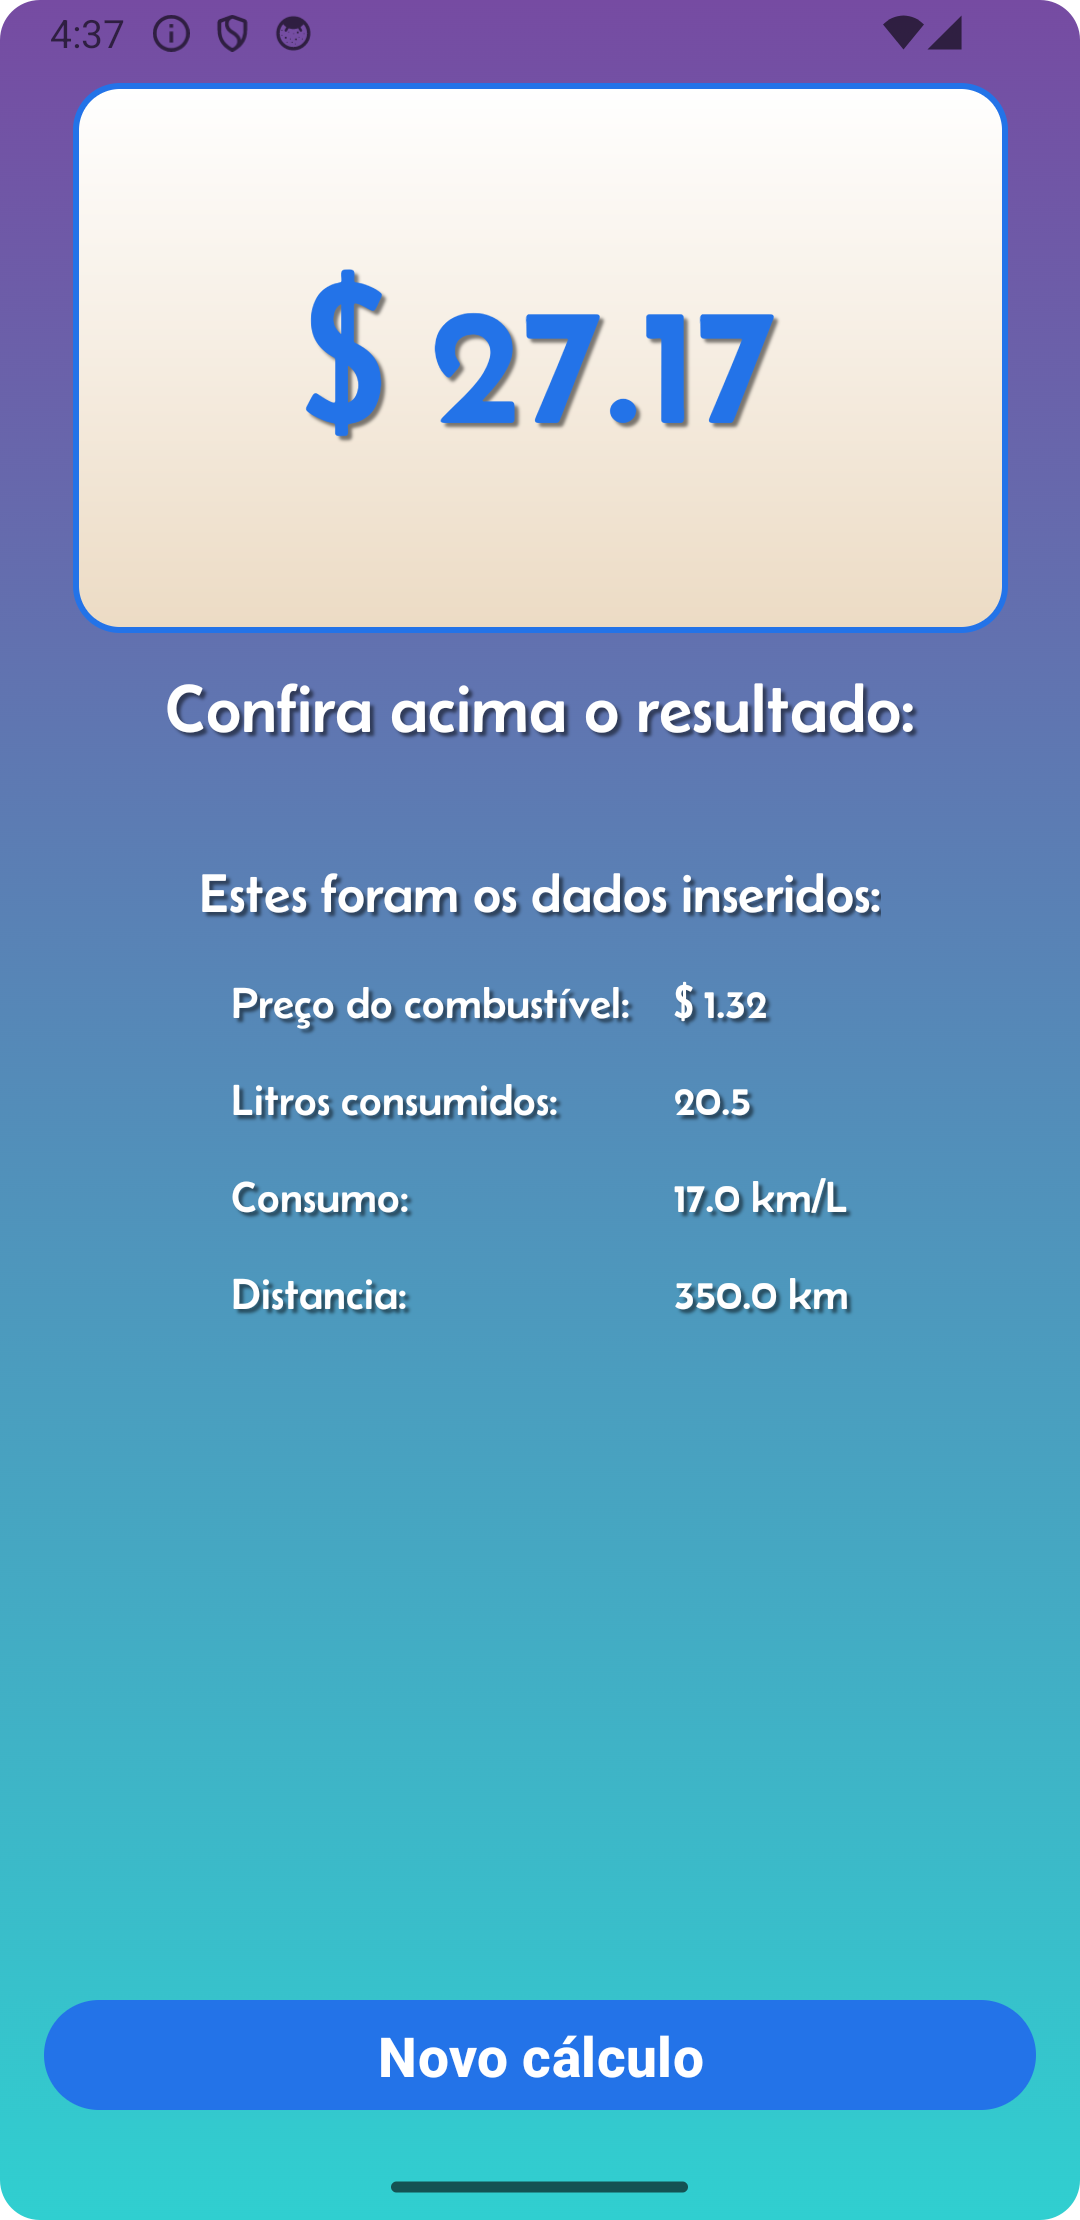 4:37
$ 27.17
Confira acima o resultado:
Estes foram os dados inseridos:
Preço do combustível: $ 1.32
Litros consumidos: 20.5
Consumo: 17.0 km/L
Distancia: 350.0 km
Novo cálculo